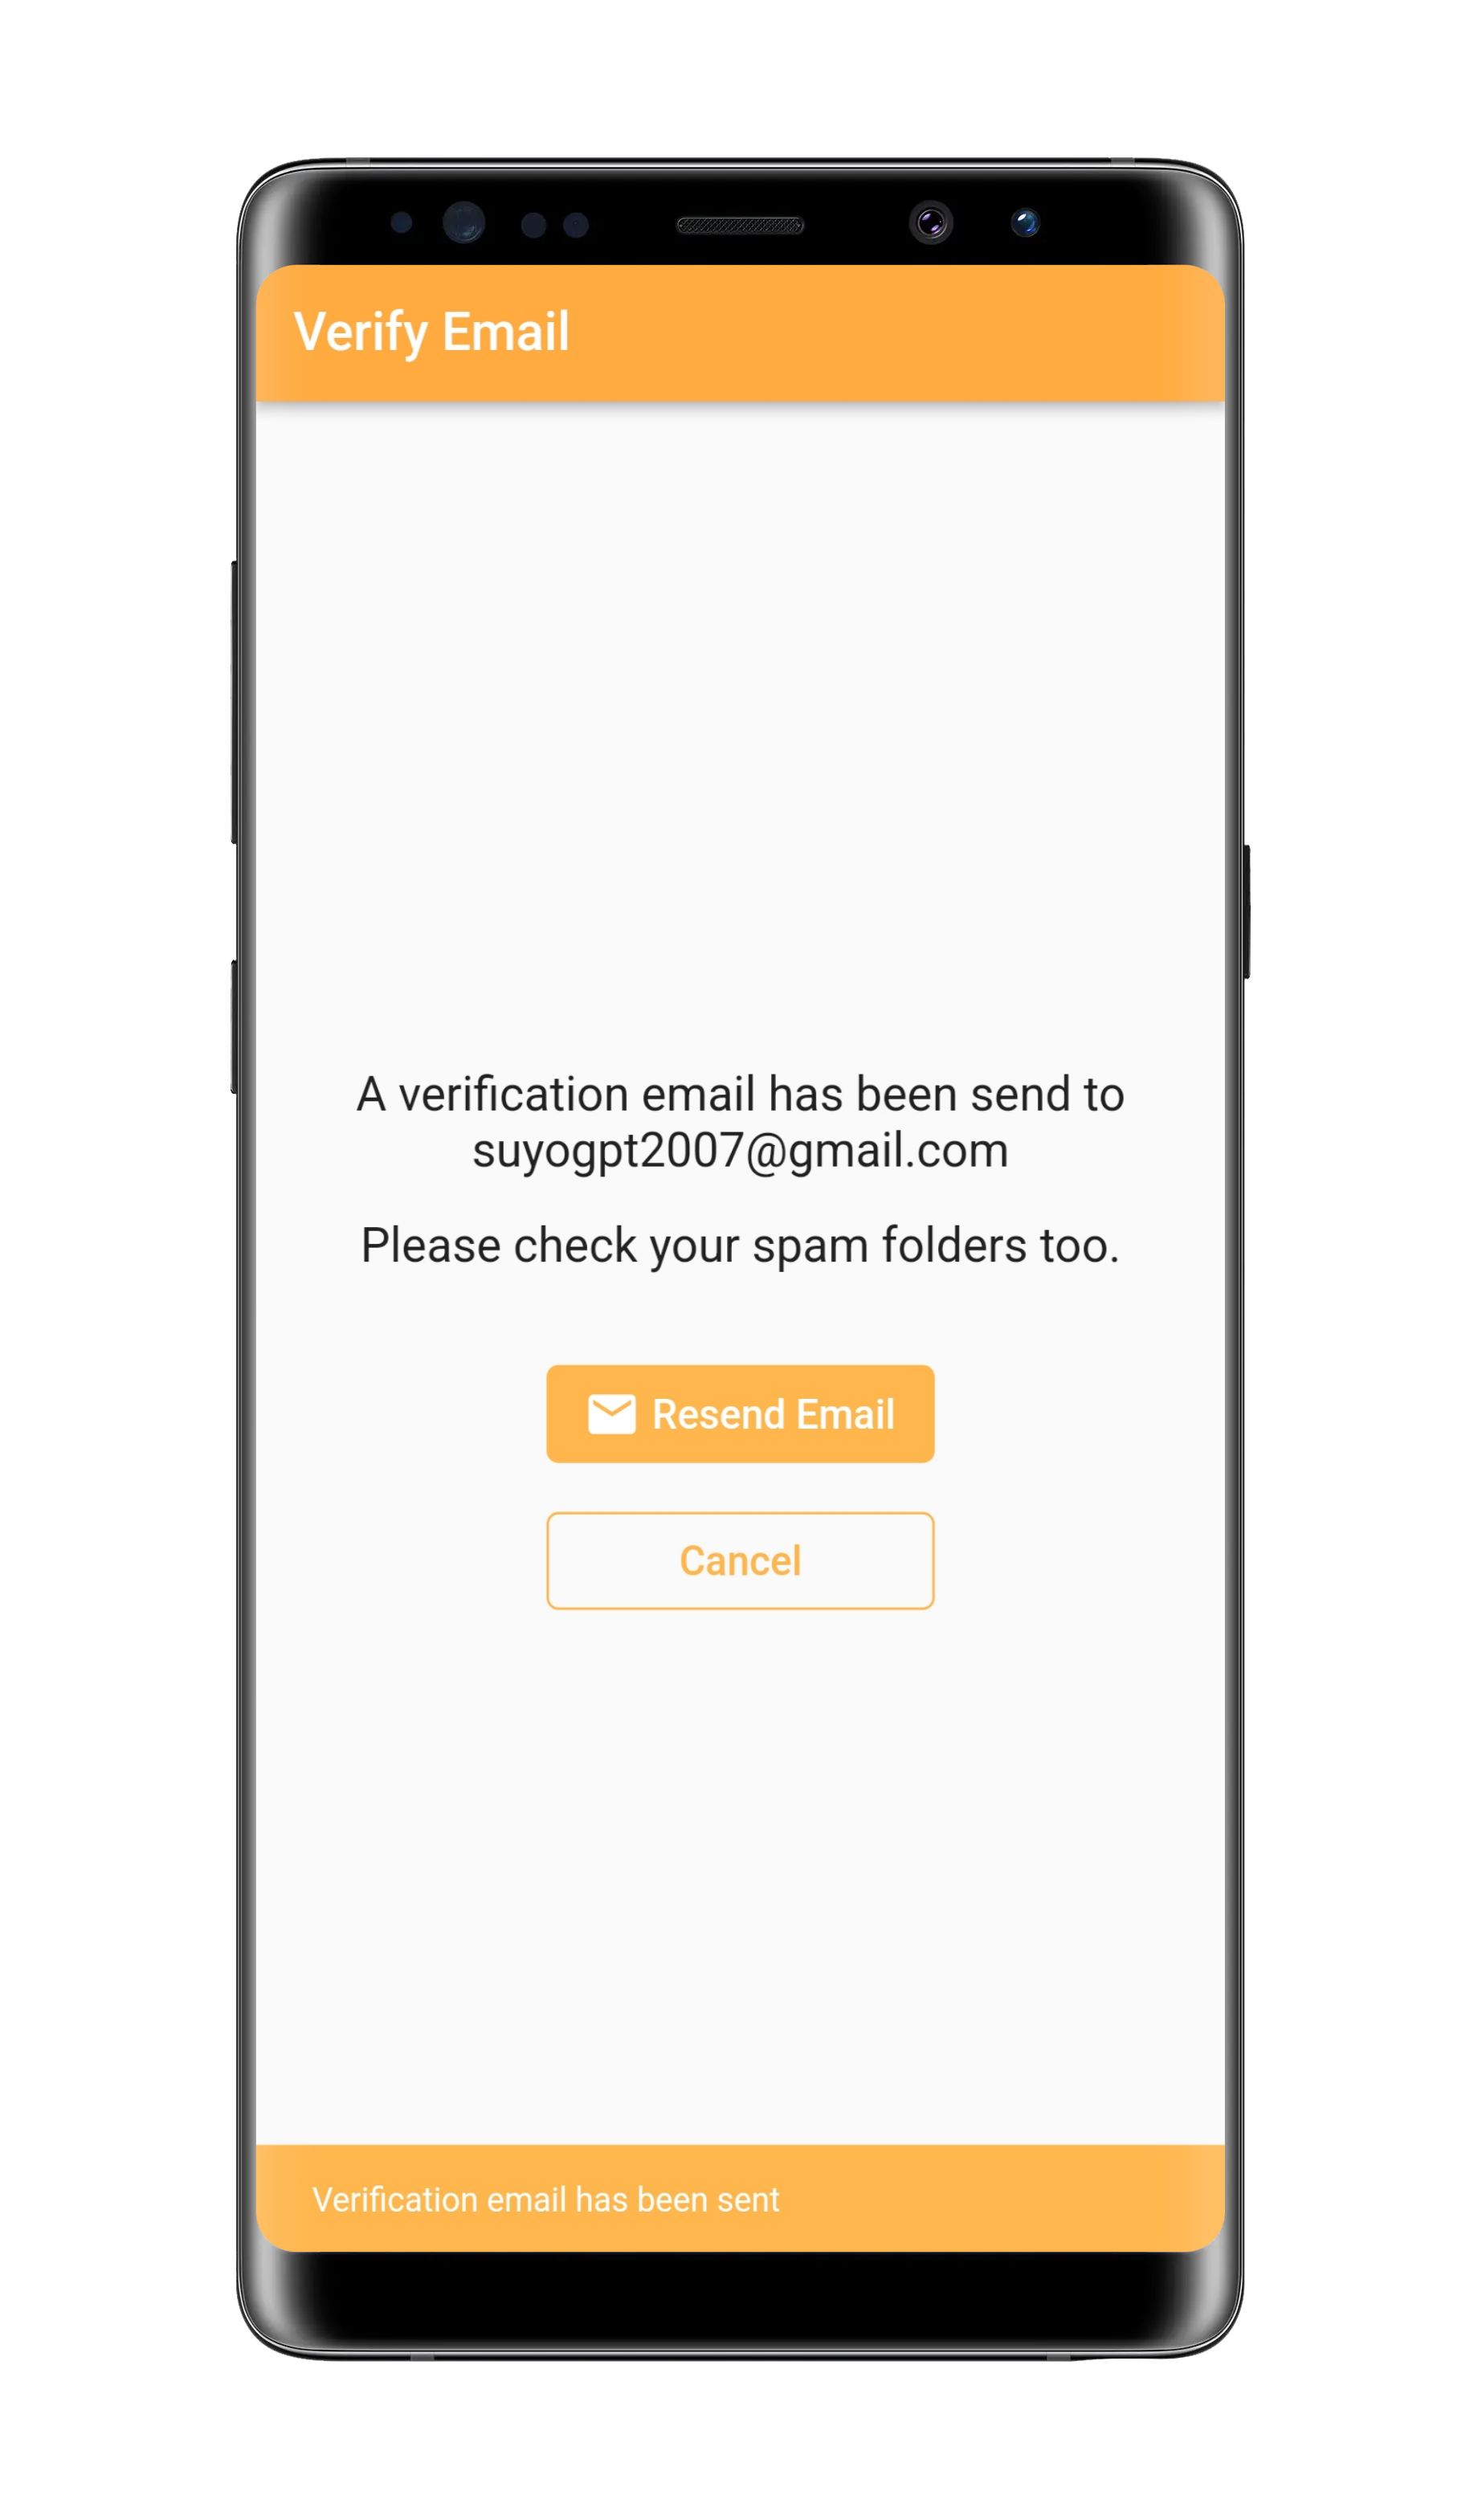 Verify Email
A verification email has been send to
suyogpt2007@gmail.com
Please check your spam folders too.
Resend Email
Cancel
Verification email has been sent